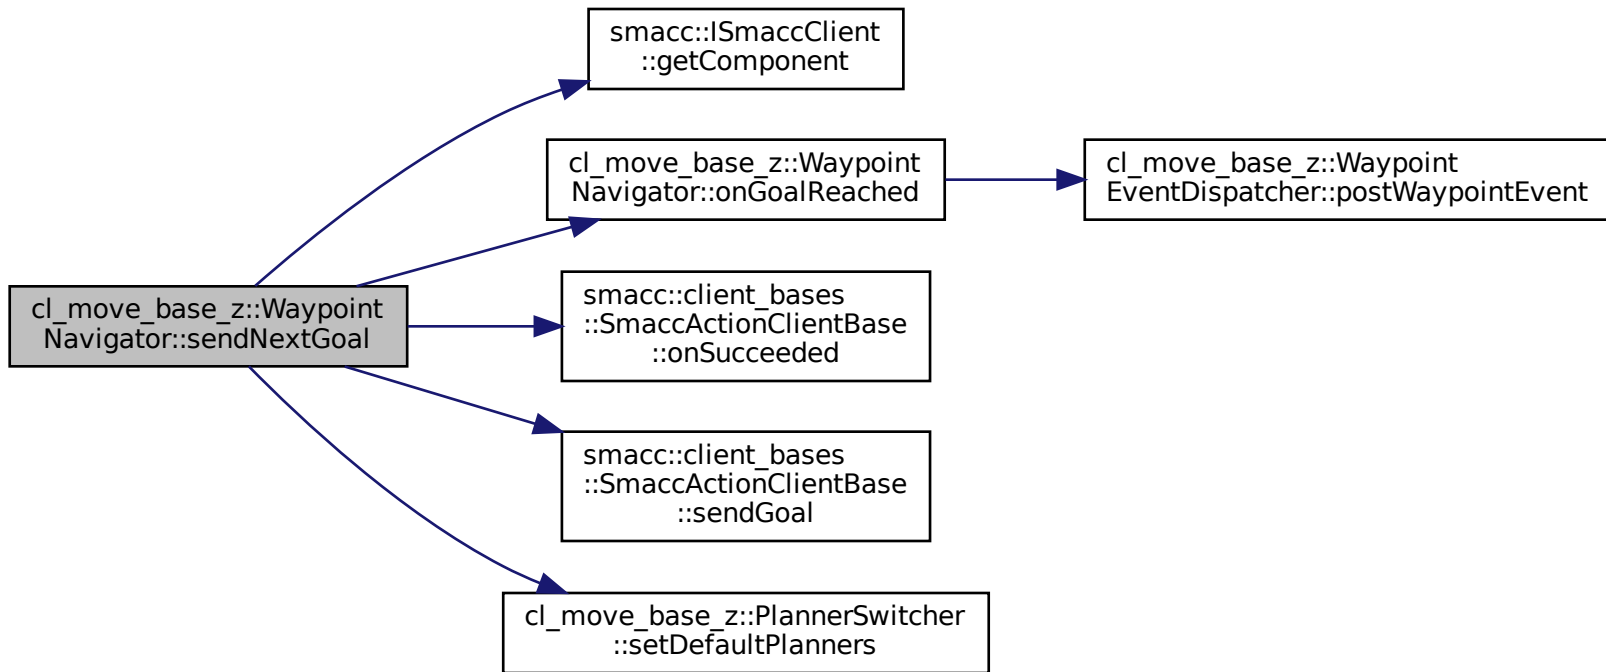 smacc::ISmaccClient
::getComponent
cl_move_base_z::Waypoint
Navigator::onGoalReached
cl_move_base_z::Waypoint
EventDispatcher::postWaypointEvent
cl_move_base_z::Waypoint
Navigator::sendNextGoal
smacc::client_bases
::SmaccActionClientBase
::onSucceeded
smacc::client_bases
::SmaccActionClientBase
::sendGoal
cl_move_base_z::PlannerSwitcher
::setDefaultPlanners